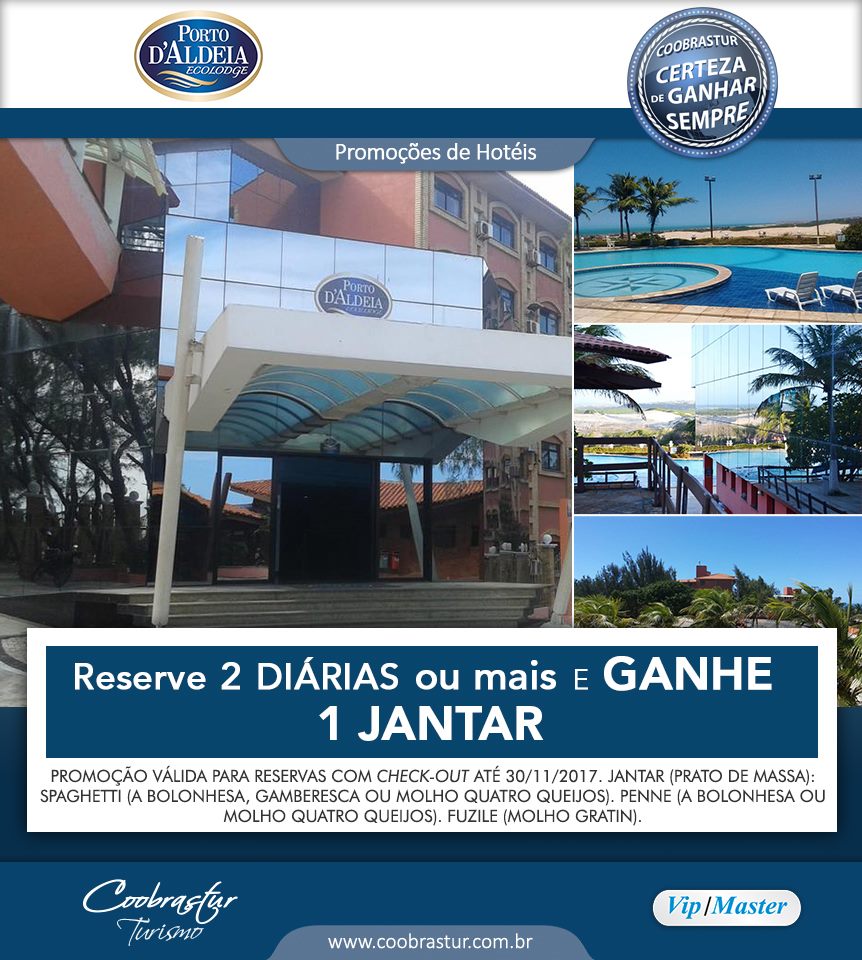 PORTO
D'ALDEIA
ECOLODGE
COOBRASTUR
CERTEZA
DE GANHAR
SEMPRE
Promoções de Hotéis
PORTO
D'ALDEIA
ECOLODGE
Reserve 2 DIÁRIAS ou mais E GANHE
1 JANTAR
PROMOÇÃO VÁLIDA PARA RESERVAS COM CHECK-OUT ATÉ 30/11/2017. JANTAR (PRATO DE MASSA):
SPAGHETTI (A BOLONHESA, GAMBERESCA OU MOLHO QUATRO QUEIJOS). PENNE (A BOLONHESA OU
MOLHO QUATRO QUEIJOS). FUZILE (MOLHO GRATIN).
Coobrastur
Turismo
Vip/Master
www.coobrastur.com.br